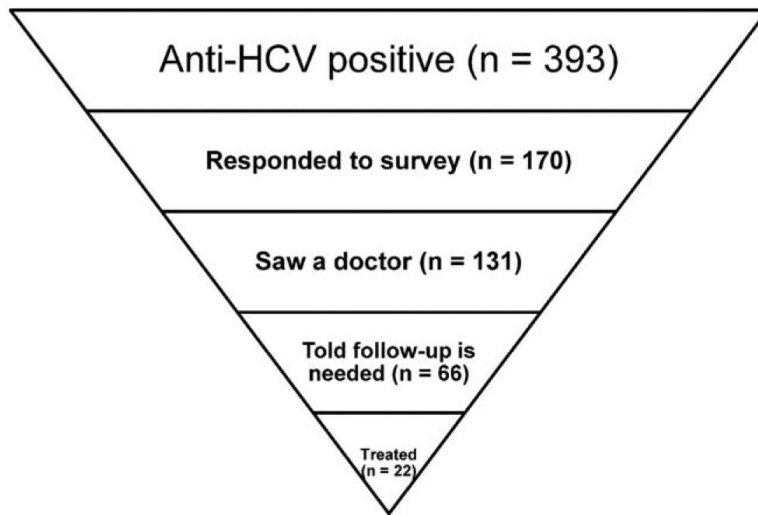 Anti-HCV positive (n = 393)
Responded to survey (n = 170)
Saw a doctor (n = 131)
Told follow-up is
needed (n = 66)
Treated
(n = 22)